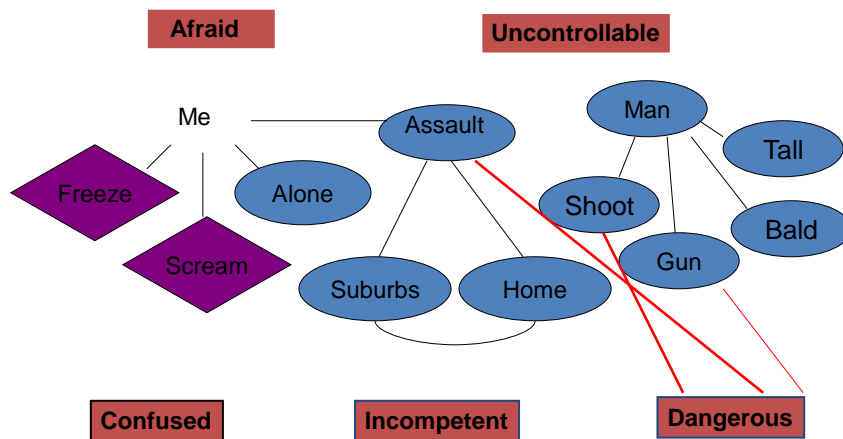 Afraid
Uncontrollable
Me
Assault
Man
Tall
Freeze
Alone
Shoot
Bald
Scream
Suburbs
Home
Gun
Confused
Incompetent
Dangerous